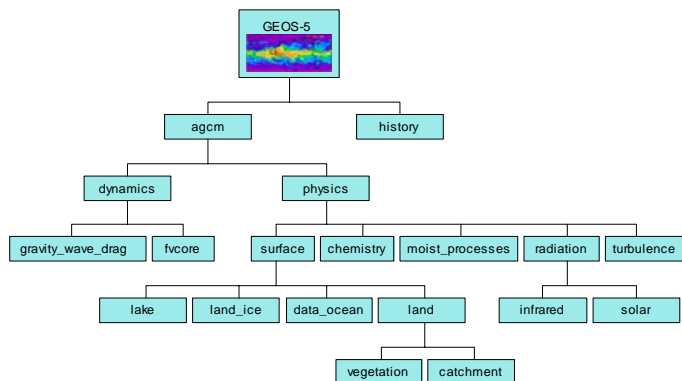 GEOS-5
agcm
history
dynamics
physics
gravity_wave_drag
fvcore
surface
chemistry
moist_processes
radiation
turbulence
lake
land_ice
data_ocean
land
infrared
solar
vegetation
catchment